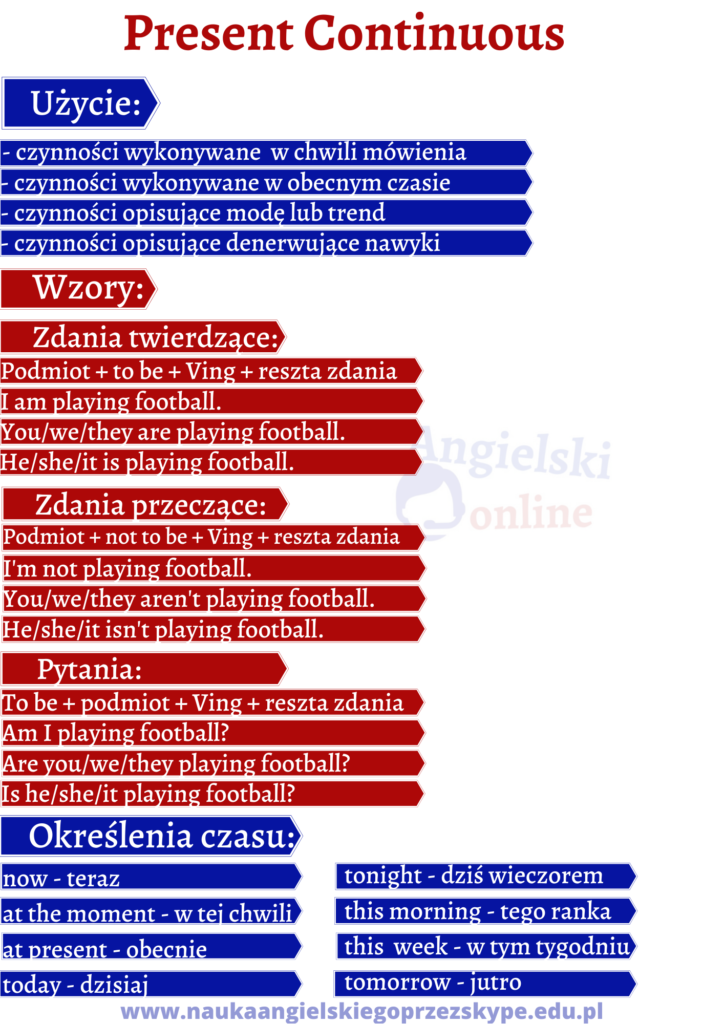 Present Continuous
Użycie:
- czynności wykonywane  w chwili mówienia
- czynności wykonywane w obecnym czasie
- czynności opisujące modę lub trend
- czynności opisujące denerwujące nawyki
Wzory:
Zdania twierdzące:
Podmiot + to be + Ving + reszta zdania
I am playing football.
You/we/they are playing football.
He/she/it is playing football.
Angielski
online
Zdania przeczące:
Podmiot + not to be + Ving + reszta zdania
I'm not playing football.
You/we/they aren't playing football.
He/she/it isn't playing football.
Pytania:
To be + podmiot + Ving + reszta zdania
Am I playing football?
Are you/we/they playing football?
Is he/she/it playing football?
Określenia czasu:
now - teraz
at the moment - w tej chwili
at present - obecnie
today - dzisiaj
tonight - dziś wieczorem
this morning - tego ranka
this  week - w tym tygodniu
tomorrow - jutro
www.naukaangielskiegoprzezskype.edu.pl